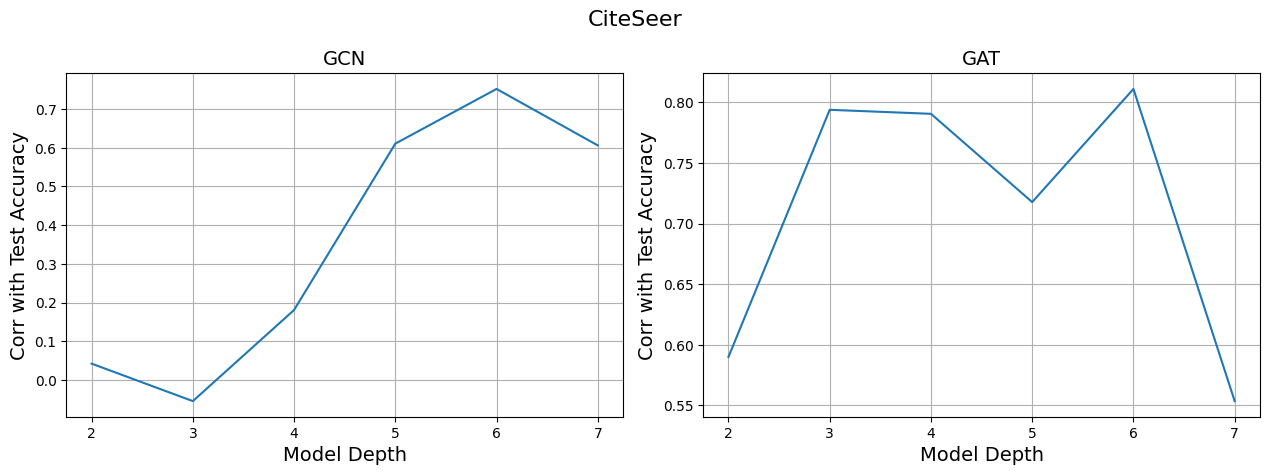 CiteSeer
GCN
0.7
0.6
0.5
0.4
0.3
0.2
0.1
0.0
Corr with Test Accuracy
2 3 4 5 6 7
Model Depth
GAT
0.80
0.75
0.70
0.65
0.60
0.55
Corr with Test Accuracy
2 3 4 5 6 7
Model Depth